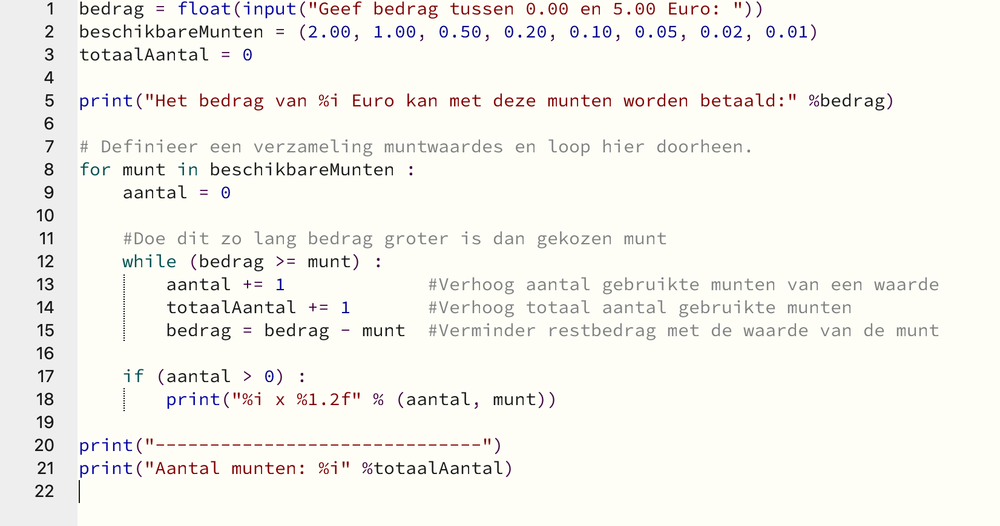 1 bedrag = float(input("Geef bedrag tussen 0.00 en 5.00 Euro: "))
2 beschikbareMunten = (2.00, 1.00, 0.50, 0.20, 0.10, 0.05, 0.02, 0.01)
3 totaalAantal = 0
4
5 print("Het bedrag van %i Euro kan met deze munten worden betaald:" %bedrag)
6
7 # Definieer een verzameling muntwaardes en loop hier doorheen.
8 for munt in beschikbareMunten :
9     aantal = 0
10
11     #Doe dit zo lang bedrag groter is dan gekozen munt
12     while (bedrag >= munt) :
13         aantal += 1             #Verhoog aantal gebruikte munten van een waarde
14         totaalAantal += 1       #Verhoog totaal aantal gebruikte munten
15         bedrag = bedrag - munt  #Verminder restbedrag met de waarde van de munt
16
17     if (aantal > 0) :
18         print("%i x %1.2f" % (aantal, munt))
19
20 print("------------------------------")
21 print("Aantal munten: %i" %totaalAantal)
22